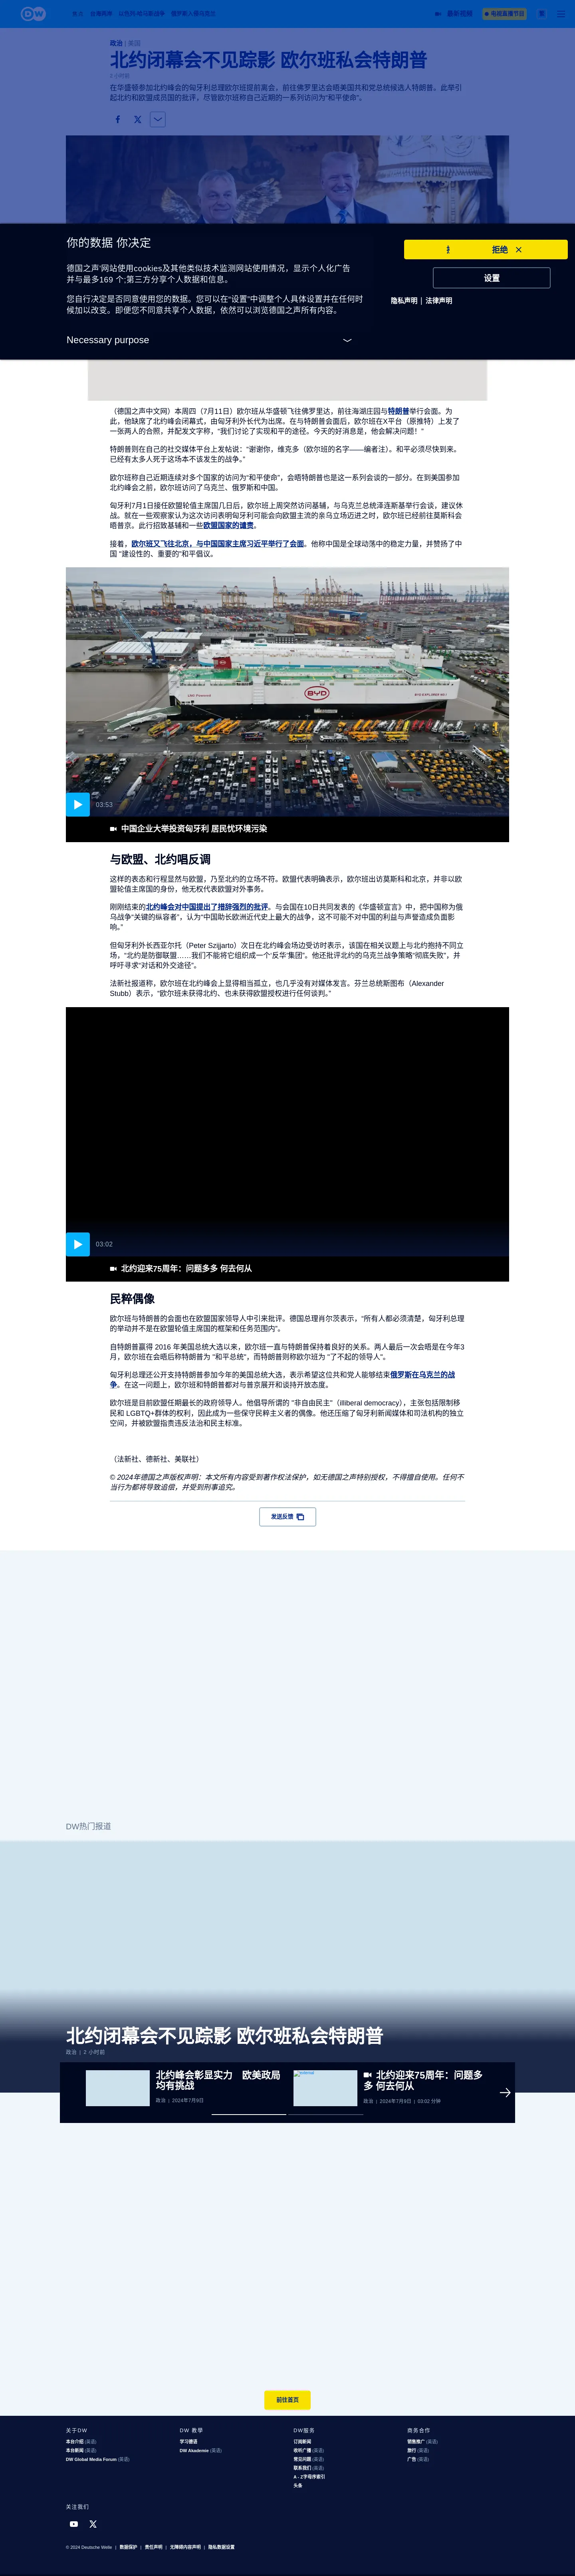 DW
政治 | 美国
北约闭幕会不见踪影 欧尔班私会特朗普
2 小时前
在华盛顿参加北约峰会的匈牙利总理欧尔班提前离会，前往佛罗里达会晤美国共和党总统候选人特朗普。此举引
起北约和欧盟成员国的批评，尽管欧尔班称自己近期的一系列访问为“和平使命”。
你的数据 你决定
德国之声‘网站使用cookies及其他类似技术监测网站使用情况，显示个人化广告
并与最多169 个;第三方分享个人数据和信息。
您自行决定是否同意使用您的数据。您可以在“设置”中调整个人具体设置并在任何时
候加以改变。即便您不同意共享个人数据，依然可以浏览德国之声所有内容。
Necessary purpose
拒绝
设置
隐私声明 | 法律声明
（德国之声中文网）本周四（7月11日）欧尔班从华盛顿飞往佛罗里达，前往海湖庄园与特朗普举行会面。为
此，他缺席了北约峰会闭幕式，由匈牙利外长代为出席。在与特朗普会面后，欧尔班在X平台（原推特）上发了
一张两人的合照，并配发文字称，“我们讨论了实现和平的途径。今天的好消息是，他会解决问题！”
特朗普则在自己的社交媒体平台上发帖说：“谢谢你，维克多（欧尔班的名字——编者注）。和平必须尽快到来。
已经有太多人死于这场本不该发生的战争。”
欧尔班称自己近期连续对多个国家的访问为“和平使命”，会晤特朗普也是这一系列会谈的一部分。在到美国参加
北约峰会之前，欧尔班访问了乌克兰、俄罗斯和中国。
匈牙利7月1日接任欧盟轮值主席国几日后，欧尔班上周突然访问基辅，与乌克兰总统泽连斯基举行会谈，建议休
战。就在一些观察家认为这次访问表明匈牙利可能会向欧盟主流的亲乌立场迈进之时，欧尔班已经前往莫斯科会
晤普京。此行招致基辅和一些欧盟国家的谴责。
接着，欧尔班又飞往北京，与中国国家主席习近平举行了会面。他称中国是全球动荡中的稳定力量，并赞扬了中
国 "建设性的、重要的"和平倡议。
BYD
03:53
中国企业大举投资匈牙利 居民忧环境污染
与欧盟、北约唱反调
这样的表态和行程显然与欧盟，乃至北约的立场不符。欧盟代表明确表示，欧尔班出访莫斯科和北京，并非以欧
盟轮值主席国的身份，他无权代表欧盟对外事务。
刚刚结束的北约峰会对中国提出了措辞强烈的批评。与会国在10日共同发表的《华盛顿宣言》中，把中国称为俄
乌战争“关键的纵容者”，认为“中国助长欧洲近代史上最大的战争，这不可能不对中国的利益与声誉造成负面影
响。”
但匈牙利外长西亚尔托（Peter Szijjarto）次日在北约峰会场边受访时表示，该国在相关议题上与北约抱持不同立
场，“北约是防御联盟……我们不能将它组织成一个‘反华’集团”。他还批评北约的乌克兰战争策略“彻底失败”，并
呼吁寻求“对话和外交途径”。
法新社报道称，欧尔班在北约峰会上显得相当孤立，也几乎没有对媒体发言。芬兰总统斯图布（Alexander
Stubb）表示，“欧尔班未获得北约、也未获得欧盟授权进行任何谈判。”
03:02
北约迎来75周年：问题多多 何去何从
民粹偶像
欧尔班与特朗普的会面也在欧盟国家领导人中引来批评。德国总理肖尔茨表示，“所有人都必须清楚，匈牙利总理
的举动并不是在欧盟轮值主席国的框架和任务范围内”。
自特朗普赢得 2016 年美国总统大选以来，欧尔班一直与特朗普保持着良好的关系。两人最后一次会晤是在今年3
月，欧尔班在会晤后称特朗普为 "和平总统"，而特朗普则称欧尔班为 "了不起的领导人"。
匈牙利总理还公开支持特朗普参加今年的美国总统大选，表示希望这位共和党人能够结束俄罗斯在乌克兰的战
争。在这一问题上，欧尔班和特朗普都对与普京展开和谈持开放态度。
欧尔班是目前欧盟任期最长的政府领导人。他倡导所谓的 "非自由民主"（illiberal democracy），主张包括限制移
民和 LGBTQ+群体的权利，因此成为一些保守民粹主义者的偶像。他还压缩了匈牙利新闻媒体和司法机构的独立
空间，并被欧盟指责违反法治和民主标准。
（法新社、德新社、美联社）
© 2024年德国之声版权声明：本文所有内容受到著作权法保护，如无德国之声特别授权，不得擅自使用。任何不
当行为都将导致追偿，并受到刑事追究。
发送反馈
DW热门报道
北约闭幕会不见踪影 欧尔班私会特朗普
政治 | 2 小时前
北约峰会彰显实力　欧美政局
均有挑战
政治 | 2024年7月9日
北约迎来75周年：问题多
多 何去何从
政治 | 2024年7月9日 | 03:02 分钟
前往首页
关于DW
本台介绍 (英语)
本台新闻 (英语)
DW Global Media Forum (英语)
DW 教學
学习德语
DW Akademie (英语)
DW服务
订阅新闻
收听广播 (英语)
常见问题 (英语)
联系我们 (英语)
A - Z字母序索引
头条
商务合作
销售推广 (英语)
旅行 (英语)
广告 (英语)
关注我们
© 2024 Deutsche Welle | 数据保护 | 责任声明 | 无障碍内容声明 | 隐私数据设置